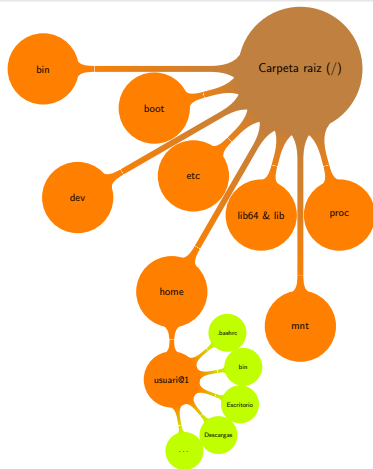 Carpeta raiz (/)
bin
boot
dev
etc
lib64 & lib
proc
home
mnt
usuari@1
.bashrc
bin
Escritorio
Descargas
...